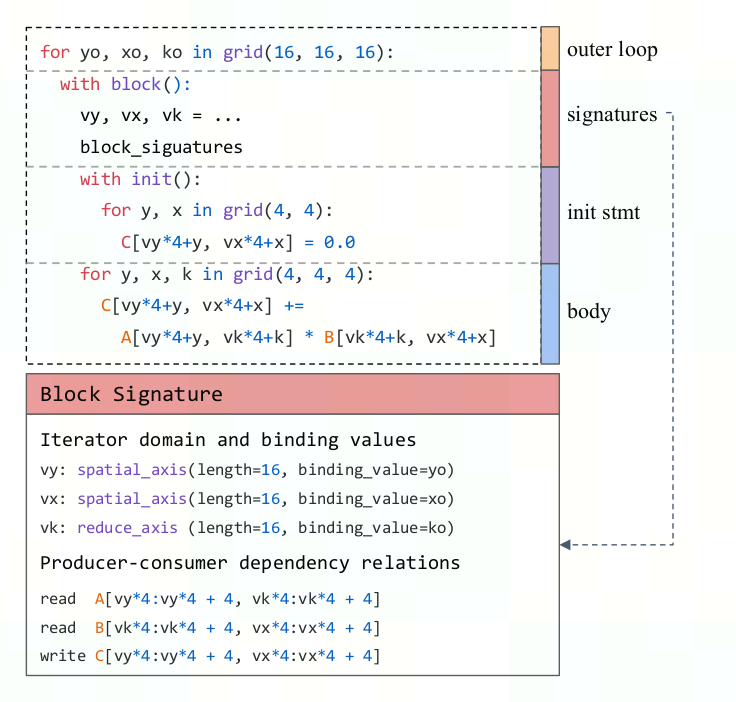 for yo, xo, ko in grid(16, 16, 16):
outer loop
with block():
vy, vx, vk = ...
signatures
block_siguatures
with init():
for y, x in grid(4, 4):
init stmt
C[vy*4+y, vx*4+x] = 0.0
for y, x, k in grid(4, 4, 4):
C[vy*4+y, vx*4+x] +=
body
A[vy*4+y, vk*4+k] * B[vk*4+k, vx*4+x]
Block Signature
Iterator domain and binding values
vy: spatial_axis(length=16, binding_value=yo)
vx: spatial_axis(length=16, binding_value=xo)
vk: reduce_axis (length=16, binding_value=ko)
Producer-consumer dependency relations
read A[vy*4:vy*4 + 4, vk*4:vk*4 + 4]
read B[vk*4:vk*4 + 4, vx*4:vx*4 + 4]
write C[vy*4:vy*4 + 4, vx*4:vx*4 + 4]